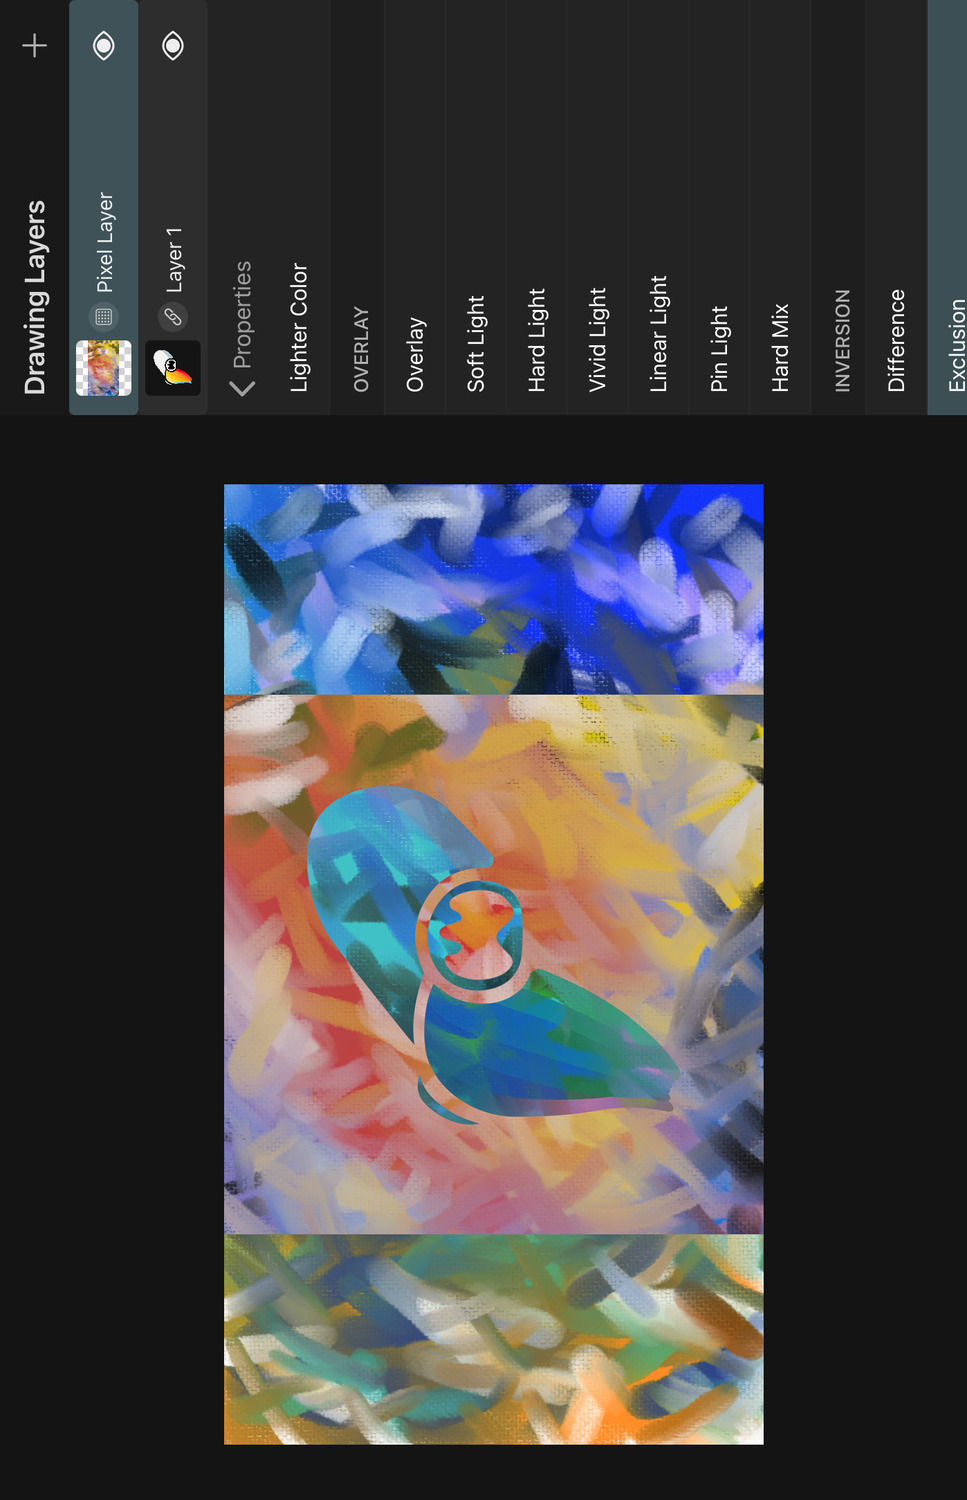 Drawing Layers
Pixel Layer
Layer 1
Properties
Lighter Color
OVERLAY
Overlay
Soft Light
Hard Light
Vivid Light
Linear Light
Pin Light
Hard Mix
INVERSION
Difference
Exclusion